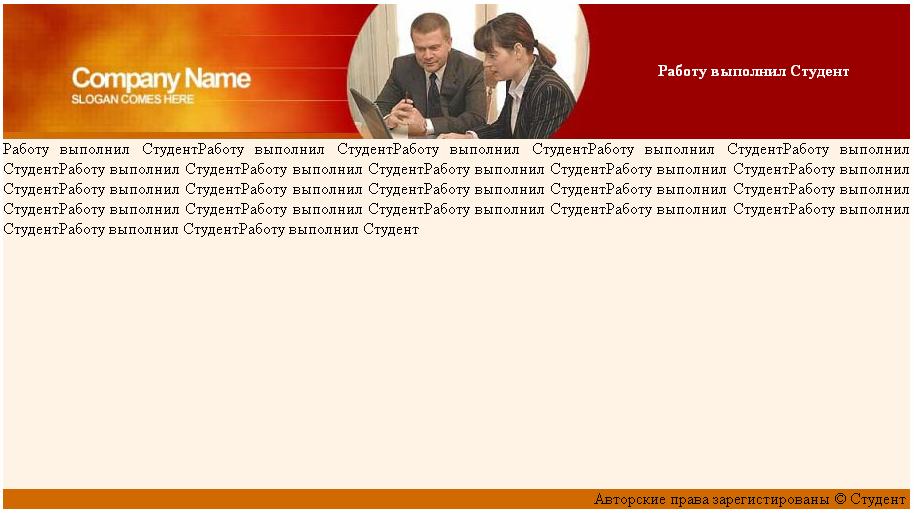 Company Name
SLOGAN COMES HERE
Работу выполнил Студент
Работу выполнил СтудентРаботу выполнил СтудентРаботу выполнил СтудентРаботу выполнил СтудентРаботу выполнил
СтудентРаботу выполнил СтудентРаботу выполнил СтудентРаботу выполнил СтудентРаботу выполнил СтудентРаботу выполнил
СтудентРаботу выполнил СтудентРаботу выполнил СтудентРаботу выполнил СтудентРаботу выполнил СтудентРаботу выполнил
СтудентРаботу выполнил СтудентРаботу выполнил СтудентРаботу выполнил СтудентРаботу выполнил СтудентРаботу выполнил
СтудентРаботу выполнил СтудентРаботу выполнил Студент
Авторские права зарегистированы © Студент